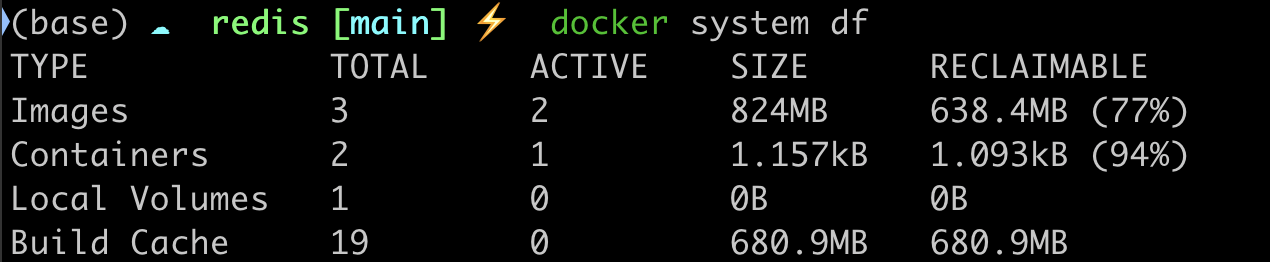 (base) ☁  redis [main] ⚡  docker system df
TYPE            TOTAL     ACTIVE    SIZE      RECLAIMABLE
Images          3         2         824MB     638.4MB (77%)
Containers      2         1         1.157kB   1.093kB (94%)
Local Volumes   1         0         0B        0B
Build Cache     19        0         680.9MB   680.9MB